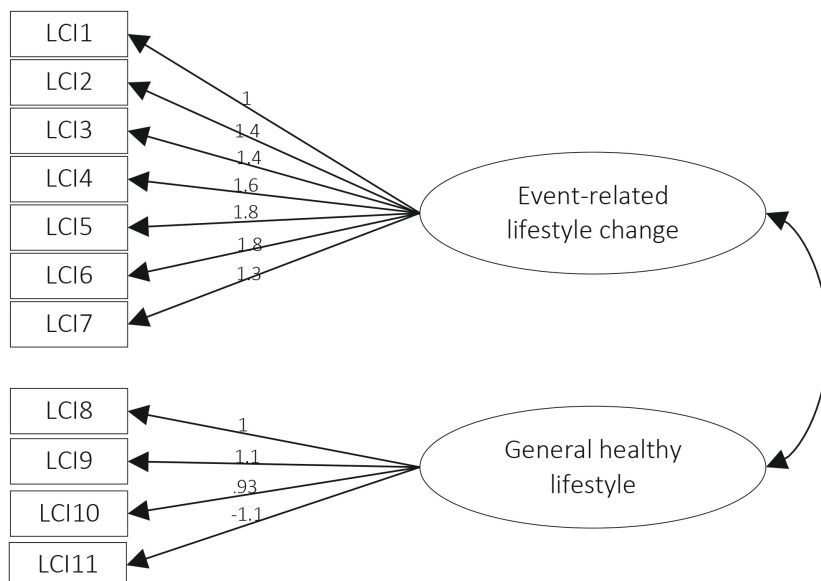 LCI1
LCI2
LCI3
LCI4
LCI5
LCI6
LCI7
1
1.4
1.4
1.6
1.8
1.8
1.3
Event-related
lifestyle change
LCI8
LCI9
LCI10
LCI11
1
1.1
.93
-1.1
General healthy
lifestyle